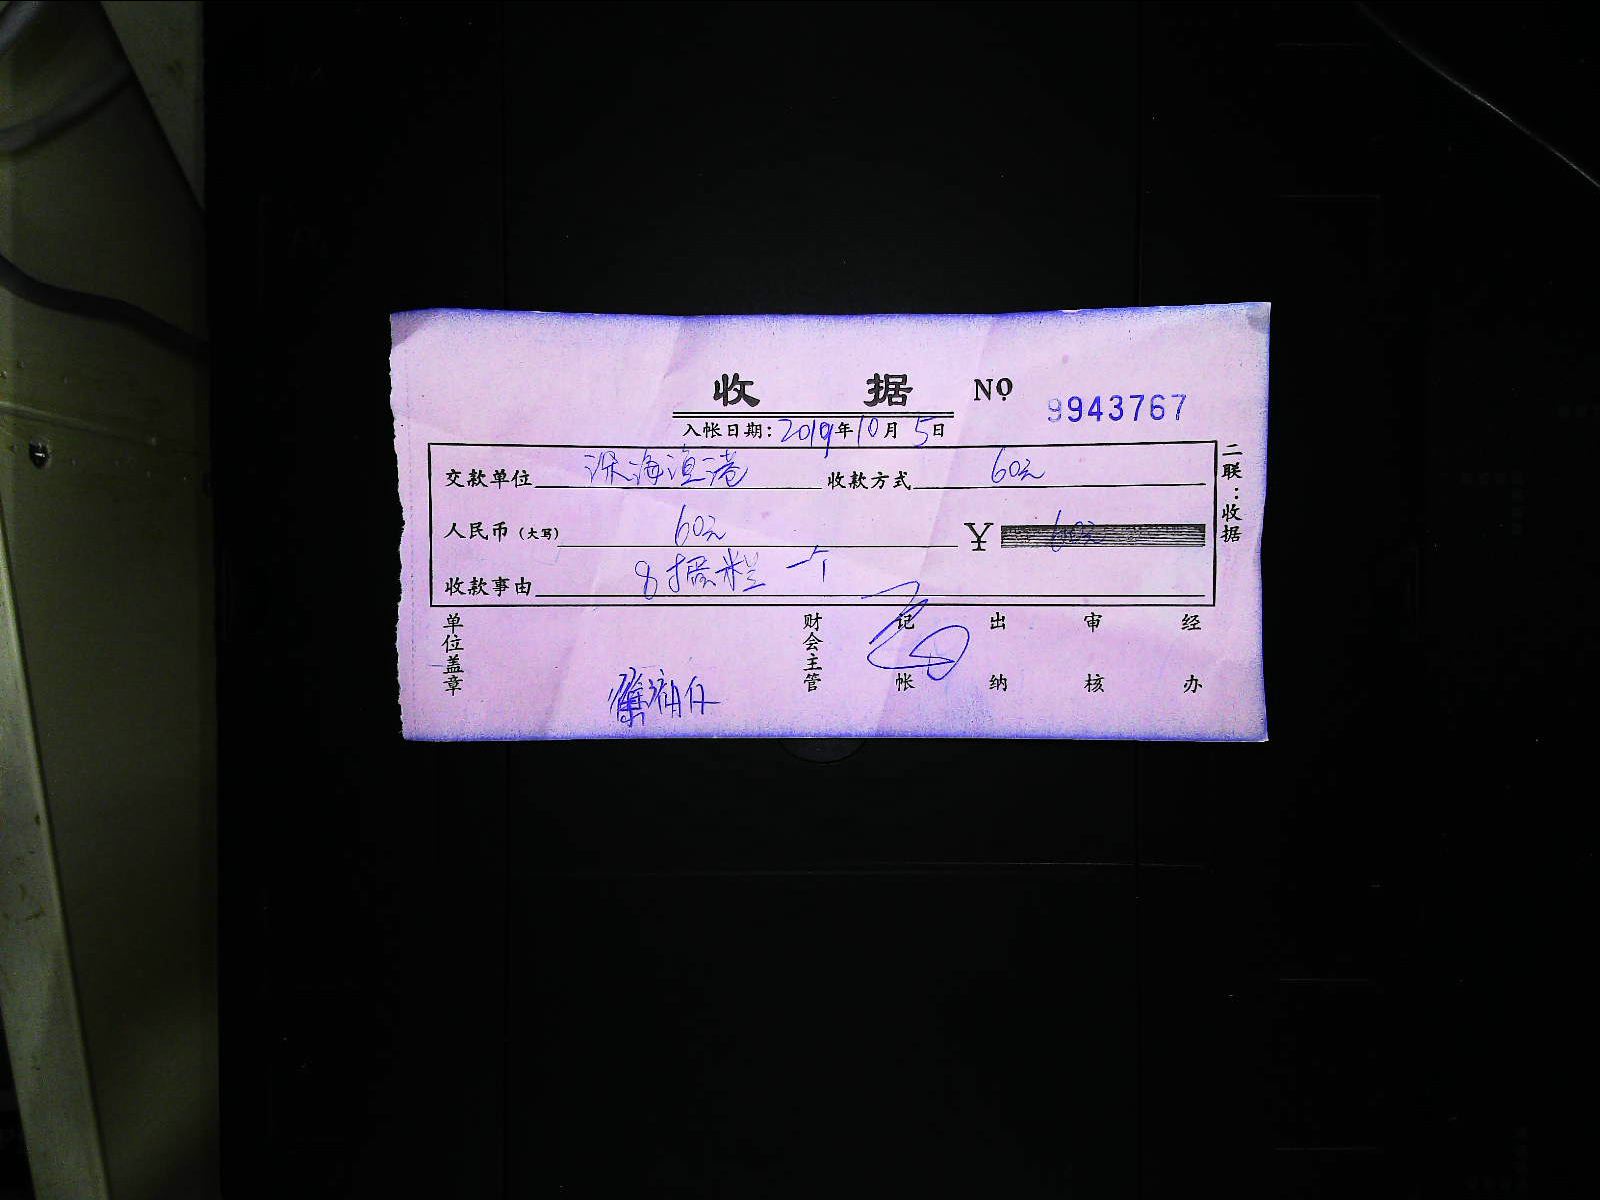 收 据 NO 9943767
入帐日期：2019年10月5日
交款单位 深海渔港 收款方式 60元
人民币（大写） 60元 ¥ 60元
收款事由 8 一个
单位盖章 财会主管 记帐 出纳 审核 经办
二联：收据